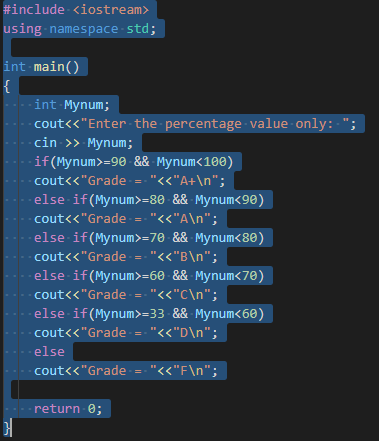 #include <iostream>
using namespace std;
int main()
{
int Mynum;
cout<<"Enter the percentage value only: ";
cin >> Mynum;
if(Mynum>=90 && Mynum<100)
cout<<"Grade = "<<"A+\n";
else if(Mynum>=80 && Mynum<90)
cout<<"Grade = "<<"A\n";
else if(Mynum>=70 && Mynum<80)
cout<<"Grade = "<<"B\n";
else if(Mynum>=60 && Mynum<70)
cout<<"Grade = "<<"C\n";
else if(Mynum>=33 && Mynum<60)
cout<<"Grade = "<<"D\n";
else
cout<<"Grade = "<<"F\n";
return 0;
}